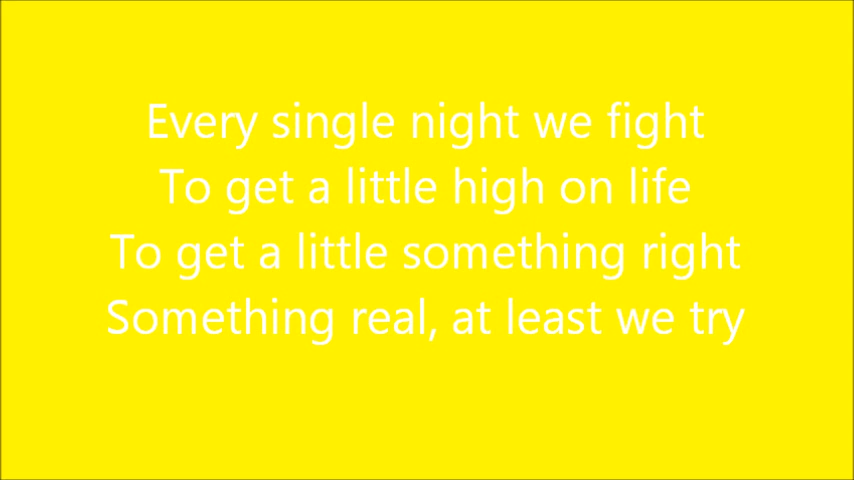 Every single night we fight
To get a little high on life
To get a little something right
Something real, at least we try